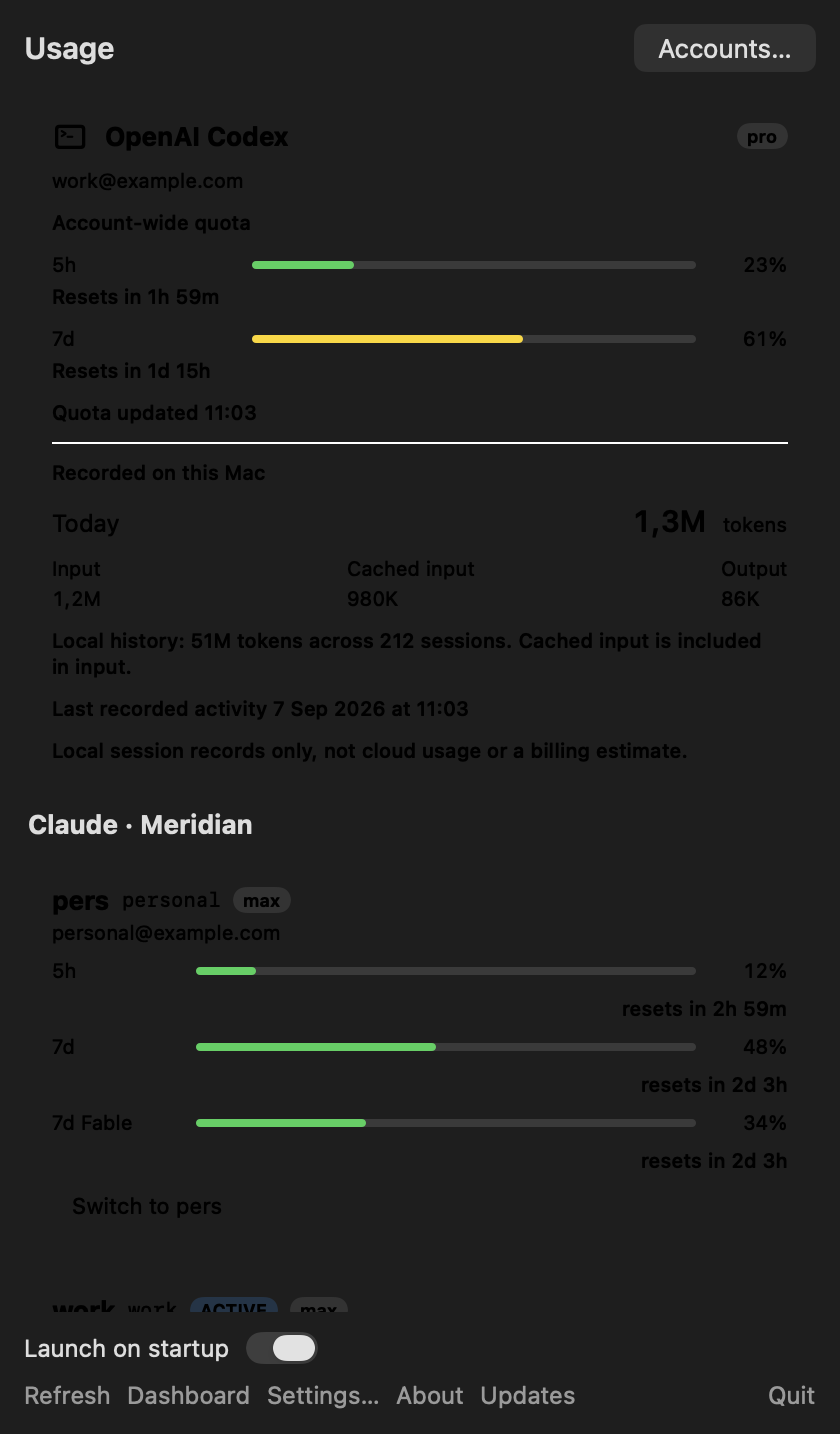 Usage
Accounts...
OpenAI Codex
pro
work@example.com
Account-wide quota
5h 23%
Resets in 1h 59m
7d 61%
Resets in 1d 15h
Quota updated 11:03
Recorded on this Mac
Today 1,3M tokens
Input Cached input Output
1,2M 980K 86K
Local history: 51M tokens across 212 sessions. Cached input is included
in input.
Last recorded activity 7 Sep 2026 at 11:03
Local session records only, not cloud usage or a billing estimate.
Claude · Meridian
pers personal max
personal@example.com
5h 12%
resets in 2h 59m
7d 48%
resets in 2d 3h
7d Fable 34%
resets in 2d 3h
Switch to pers
work work ACTIVE max
Launch on startup
Refresh Dashboard Settings... About Updates Quit